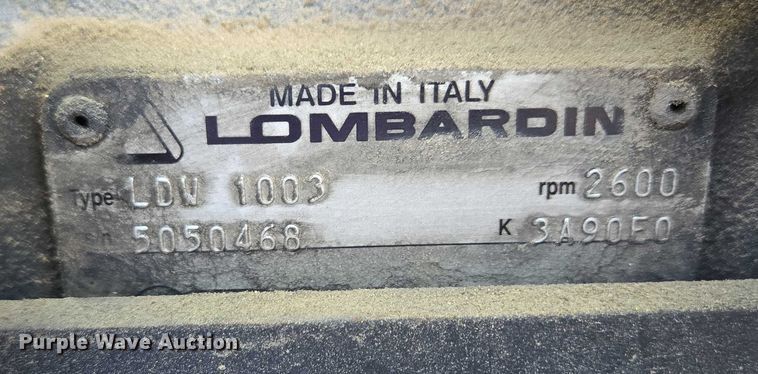 MADE IN ITALY
LOMBARDIN
Type LDW 1003 rpm 2600
n 5050468 K 3A90E0
Purple Wave Auction